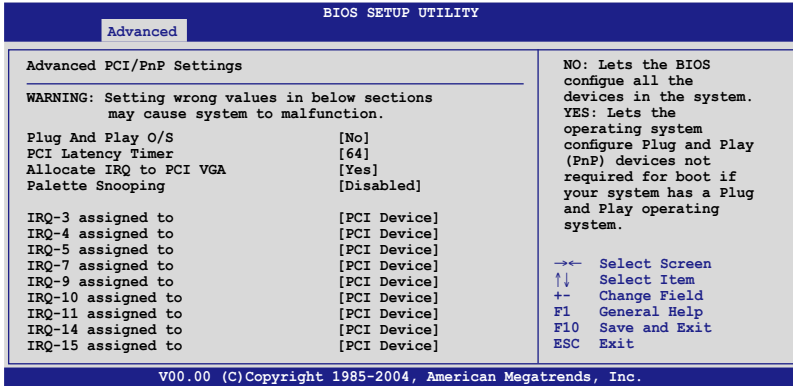 BIOS SETUP UTILITY
Advanced
Advanced PCI/PnP Settings
WARNING: Setting wrong values in below sections
may cause system to malfunction.
Plug And Play O/S [No]
PCI Latency Timer [64]
Allocate IRQ to PCI VGA [Yes]
Palette Snooping [Disabled]
IRQ-3 assigned to [PCI Device]
IRQ-4 assigned to [PCI Device]
IRQ-5 assigned to [PCI Device]
IRQ-7 assigned to [PCI Device]
IRQ-9 assigned to [PCI Device]
IRQ-10 assigned to [PCI Device]
IRQ-11 assigned to [PCI Device]
IRQ-14 assigned to [PCI Device]
IRQ-15 assigned to [PCI Device]
NO: Lets the BIOS
configue all the
devices in the system.
YES: Lets the
operating system
configure Plug and Play
(PnP) devices not
required for boot if
your system has a Plug
and Play operating
system.
→← Select Screen
↑↓ Select Item
+- Change Field
F1 General Help
F10 Save and Exit
ESC Exit
V00.00 (C)Copyright 1985-2004, American Megatrends, Inc.